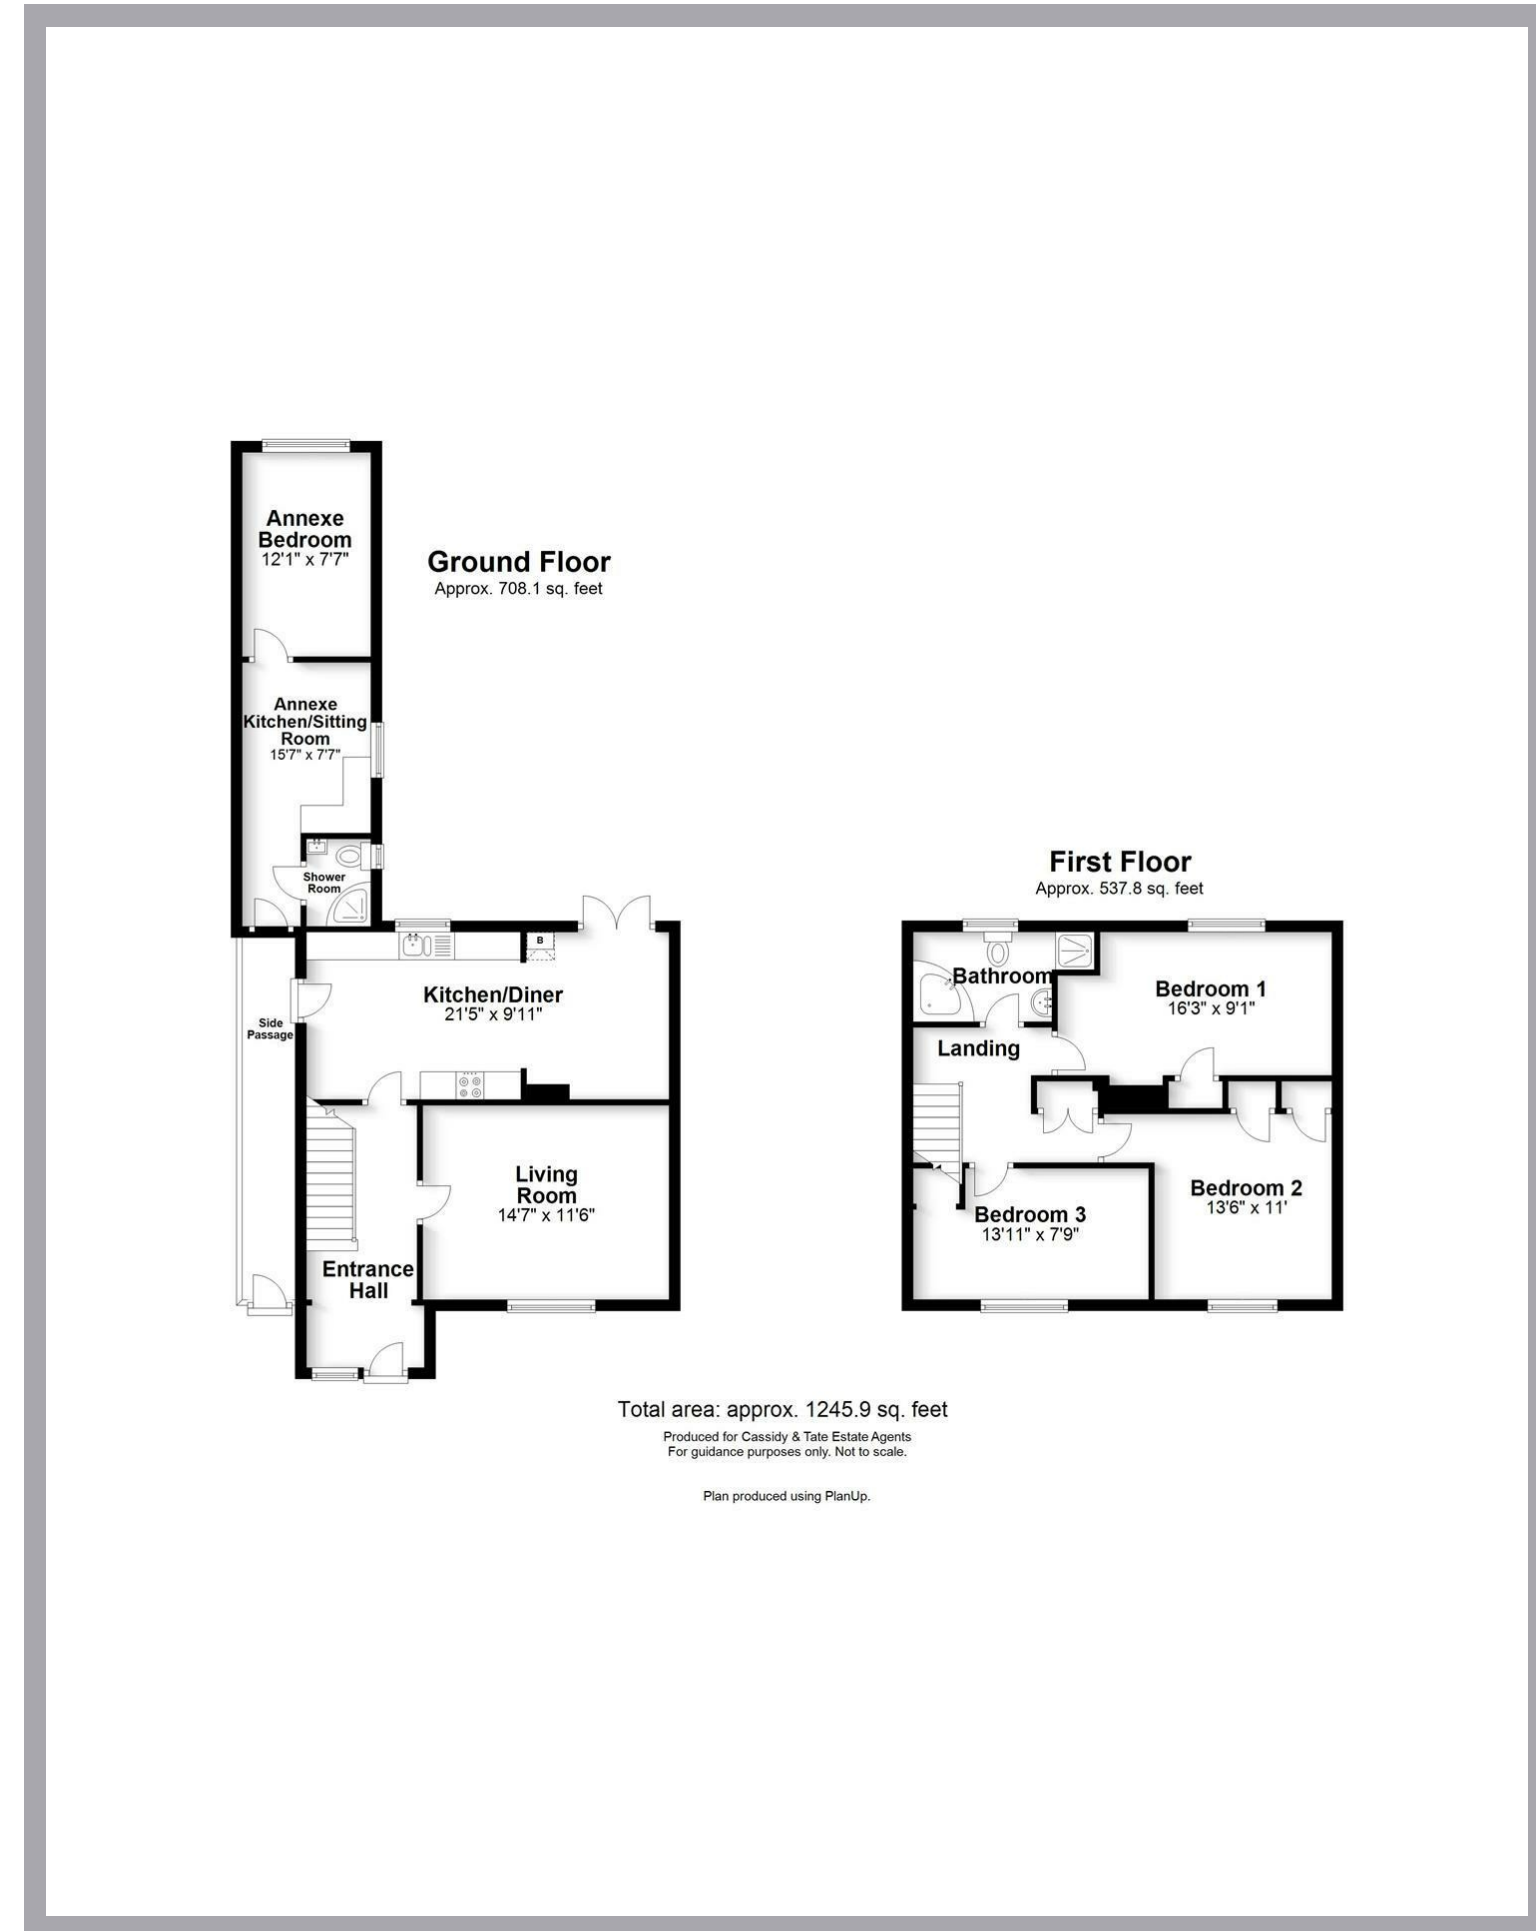 Annexe
Bedroom
12'1" x 7'7"
Ground Floor
Approx. 708.1 sq. feet
Annexe
Kitchen/Sitting
Room
15'7" x 7'7"
Shower
Room
B
Kitchen/Diner
21'5" x 9'11"
Side
Passage
Living
Room
14'7" x 11'6"
Entrance
Hall
First Floor
Approx. 537.8 sq. feet
Bathroom
Bedroom 1
16'3" x 9'1"
Landing
Bedroom 2
13'6" x 11'
Bedroom 3
13'11" x 7'9"
Total area: approx. 1245.9 sq. feet
Produced for Cassidy & Tate Estate Agents
For guidance purposes only. Not to scale.
Plan produced using PlanUp.